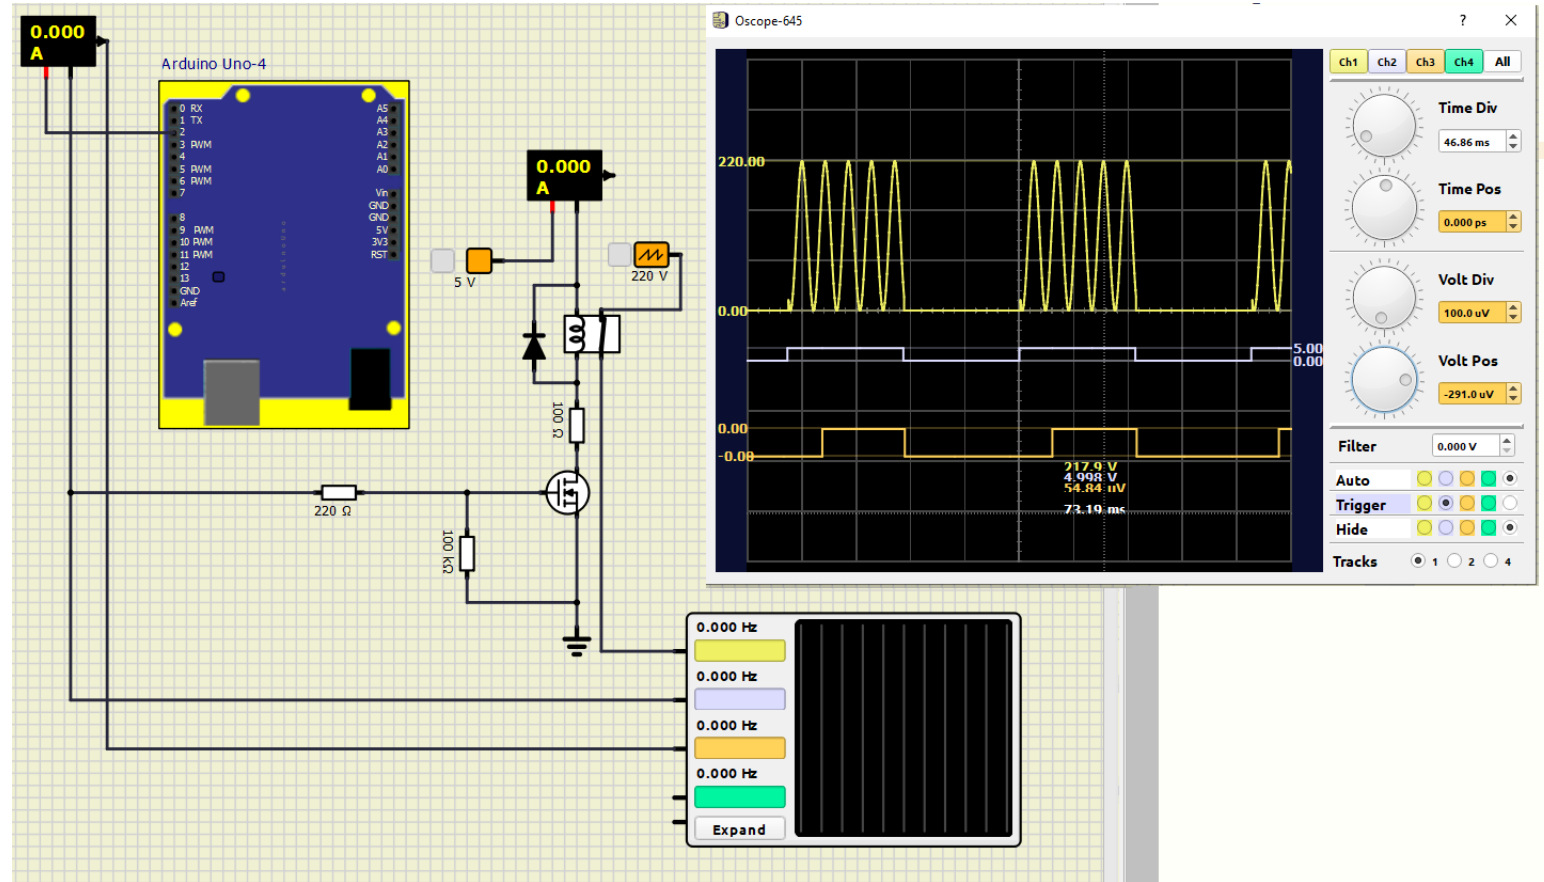 0.000
A
Arduino Uno-4
0 RX
1 TX
2
3 PWM
4
5 PWM
6 PWM
7
8
9 PWM
10 PWM
11 PWM
12
13
GND
Aref
A5
A4
A3
A2
A1
A0
Vin
GND
GND
5V
3V3
RST
arduinouno
0.000
A
5 V
220 V
100 Ω
220 Ω
100 kΩ
0.000 Hz
0.000 Hz
0.000 Hz
0.000 Hz
Expand
Oscope-645
? ×
220.00
0.00
5.00
0.00
0.00
-0.00
217.9 V
4.998 V
54.84 uV
73.19 ms
Ch1 Ch2 Ch3 Ch4 All
Time Div
46.86 ms
Time Pos
0.000 ps
Volt Div
100.0 uV
Volt Pos
-291.0 uV
Filter 0.000 V
Auto
Trigger
Hide
Tracks 1 2 4